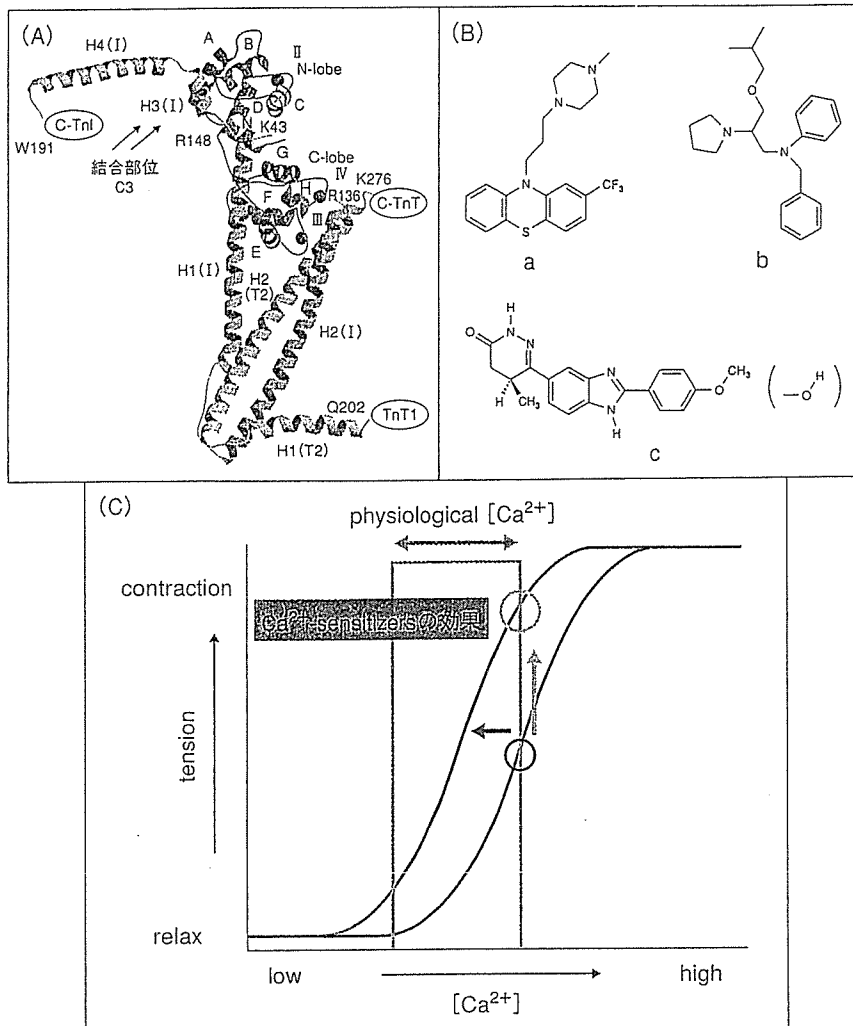 (A)
H4(I)
A
B
II
N-lobe
C-TnI
H3(I)
D
C
N
W191
R148
K43
結合部位
C3
G
C-lobe
IV
K276
F
H
R136
C-TnT
III
E
H1(I)
H2
(T2)
H2(I)
Q202
TnT1
H1(T2)
(B)
N
N
N
CF₃
S
a
O
N
N
b
H
N
N
O
N
O
CH₃
H
CH₃
N
H
( —O H )
c
(C)
physiological [Ca²⁺]
contraction
Ca²⁺-sensitizersの効果
tension
relax
low
high
[Ca²⁺]